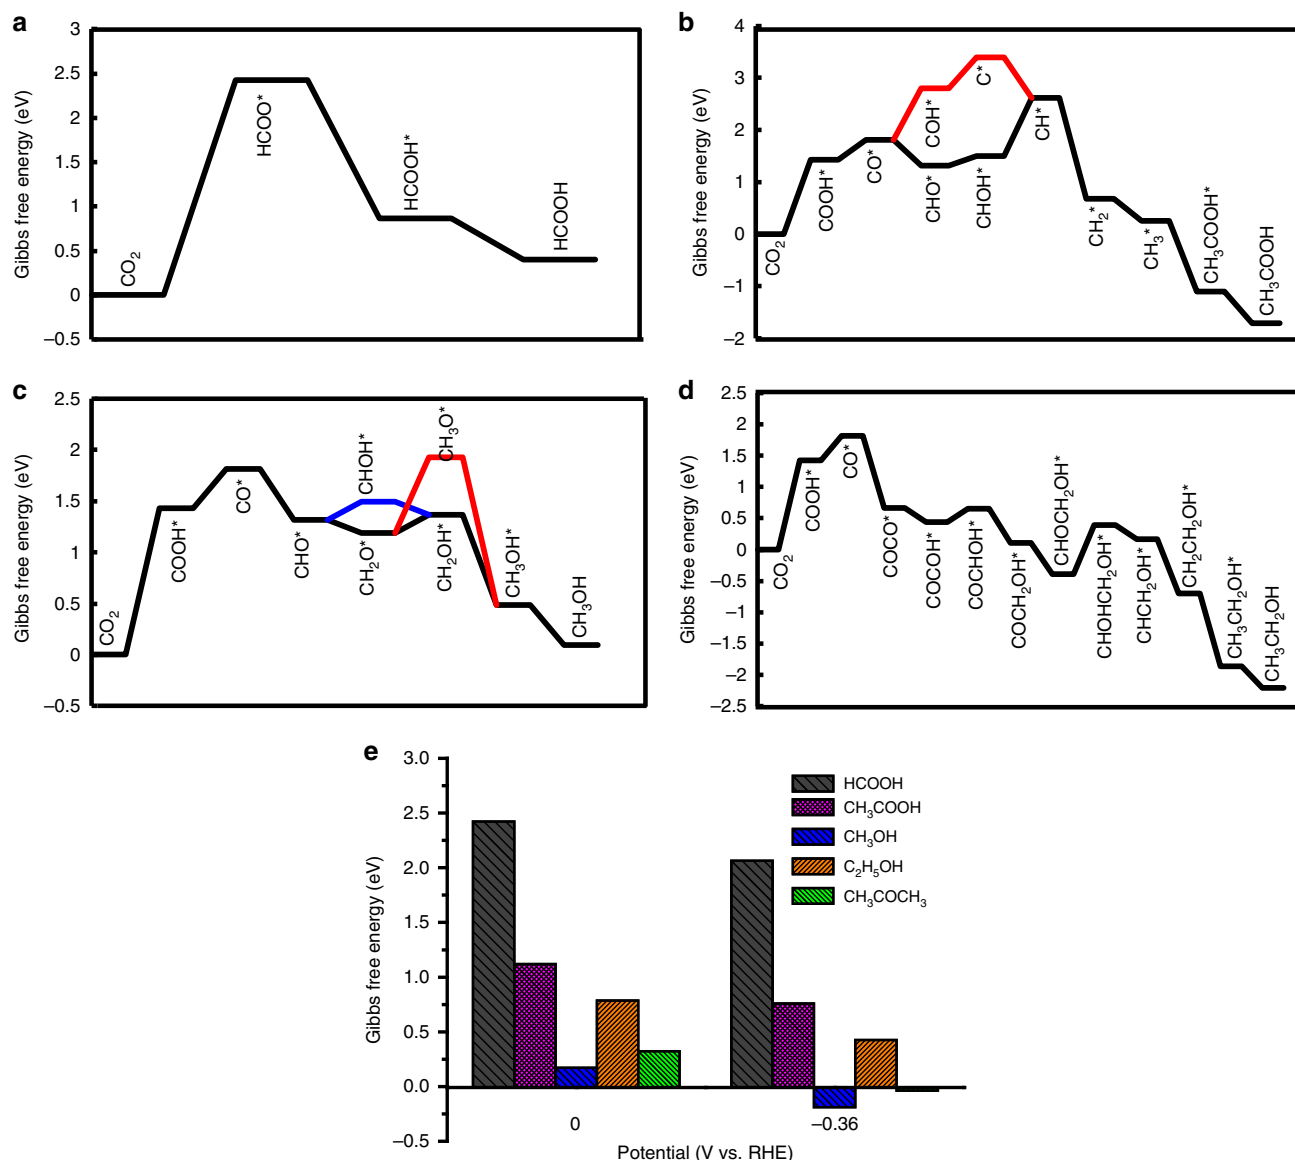 a
Gibbs free energy (eV)
3
2.5
2
1.5
1
0.5
0
–0.5
CO2
HCOO*
HCOOH*
HCOOH
b
Gibbs free energy (eV)
4
3
2
1
0
–1
–2
CO2
COOH*
CO*
COH*
C*
CHO*
CHOH*
CH*
CH2*
CH3*
CH3COOH*
CH3COOH
c
Gibbs free energy (eV)
2.5
2
1.5
1
0.5
0
–0.5
CO2
COOH*
CO*
CHO*
CHOH*
CH2O*
CH3O*
CH2OH*
CH3OH*
CH3OH
d
Gibbs free energy (eV)
2.5
2
1.5
1
0.5
0
–0.5
–1
–1.5
–2
–2.5
CO2
COOH*
CO*
COCO*
COCOH*
COCHOH*
COCH2OH*
CHOCH2OH*
CHOHCH2OH*
CHCH2OH*
CH2CH2OH*
CH3CH2OH*
CH3CH2OH
e
Gibbs free energy (eV)
3.0
2.5
2.0
1.5
1.0
0.5
0.0
–0.5
HCOOH
CH3COOH
CH3OH
C2H5OH
CH3COCH3
0
–0.36
Potential (V vs. RHE)